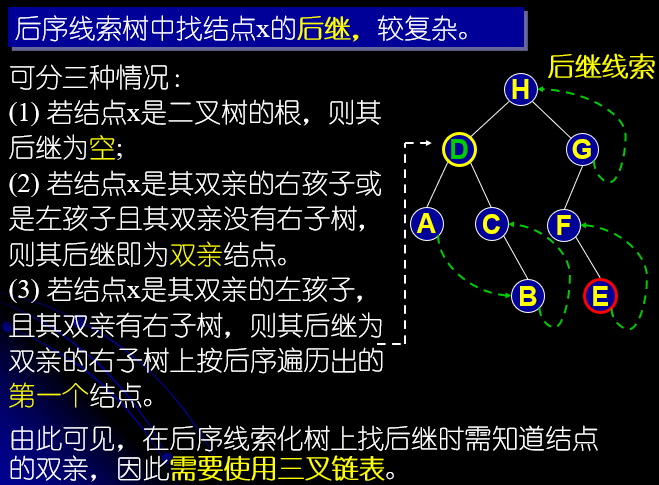 后序线索树中找结点x的后继，较复杂。
可分三种情况：
(1) 若结点x是二叉树的根，则其
后继为空;
(2) 若结点x是其双亲的右孩子或
是左孩子且其双亲没有右子树，
则其后继即为双亲结点。
(3) 若结点x是其双亲的左孩子，
且其双亲有右子树，则其后继为
双亲的右子树上按后序遍历出的
第一个结点。
由此可见，在后序线索化树上找后继时需知道结点
的双亲，因此需要使用三叉链表。
后继线索
H
D
G
A
C
F
B
E